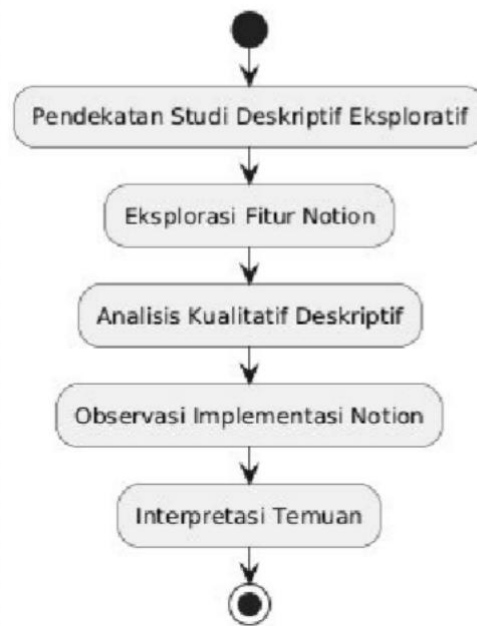 Pendekatan Studi Deskriptif Eksploratif
Eksplorasi Fitur Notion
Analisis Kualitatif Deskriptif
Observasi Implementasi Notion
Interpretasi Temuan